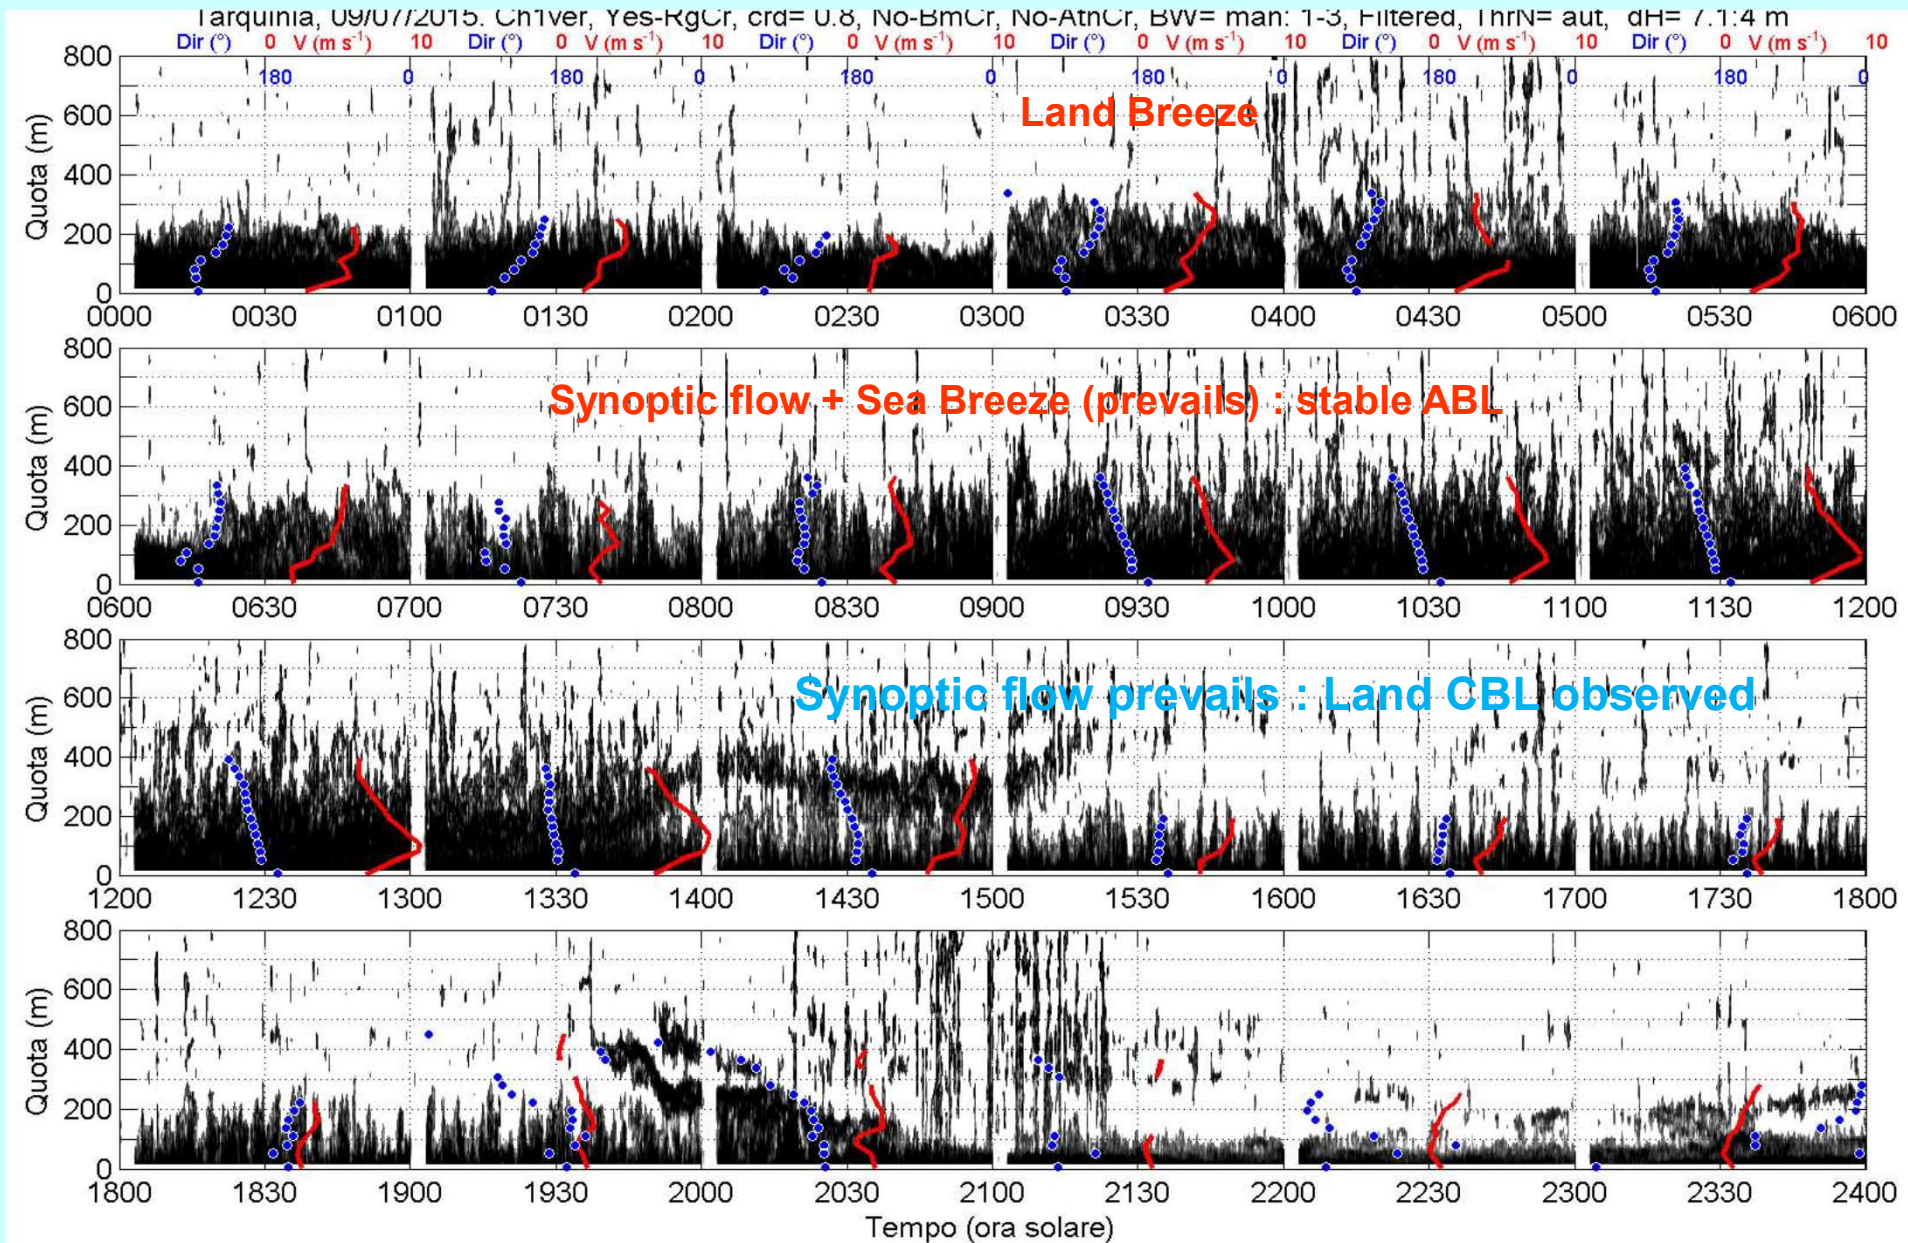 Tarquinia, 09/07/2015. Ch1ver, Yes-RgCr, crd= 0.8, No-BmCr, No-AtnCr, BW= man: 1-3, Filtered, ThrN= aut, dH= 7.1:4 m
Dir (°) 0 V (m s⁻¹) 10 Dir (°) 0 V (m s⁻¹) 10 Dir (°) 0 V (m s⁻¹) 10 Dir (°) 0 V (m s⁻¹) 10 Dir (°) 0 V (m s⁻¹) 10 Dir (°) 0 V (m s⁻¹) 10
180 0 180 0 180 0 180 0 180 0 180 0
Land Breeze
Quota (m)
800
600
400
200
0
0000 0030 0100 0130 0200 0230 0300 0330 0400 0430 0500 0530 0600
Synoptic flow + Sea Breeze (prevails) : stable ABL
Quota (m)
800
600
400
200
0
0600 0630 0700 0730 0800 0830 0900 0930 1000 1030 1100 1130 1200
Synoptic flow prevails : Land CBL observed
Quota (m)
800
600
400
200
0
1200 1230 1300 1330 1400 1430 1500 1530 1600 1630 1700 1730 1800
Quota (m)
800
600
400
200
0
1800 1830 1900 1930 2000 2030 2100 2130 2200 2230 2300 2330 2400
Tempo (ora solare)